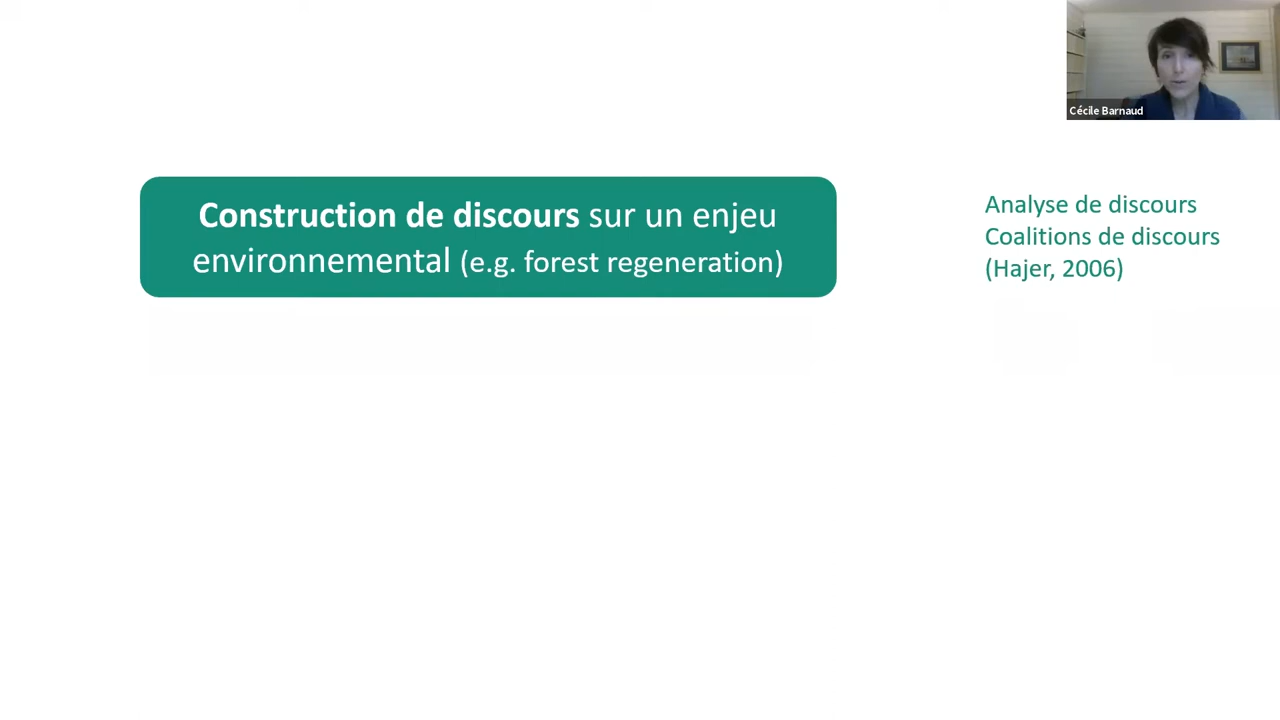 Cécile Barnaud
Construction de discours sur un enjeu
environnemental (e.g. forest regeneration)
Analyse de discours
Coalitions de discours
(Hajer, 2006)